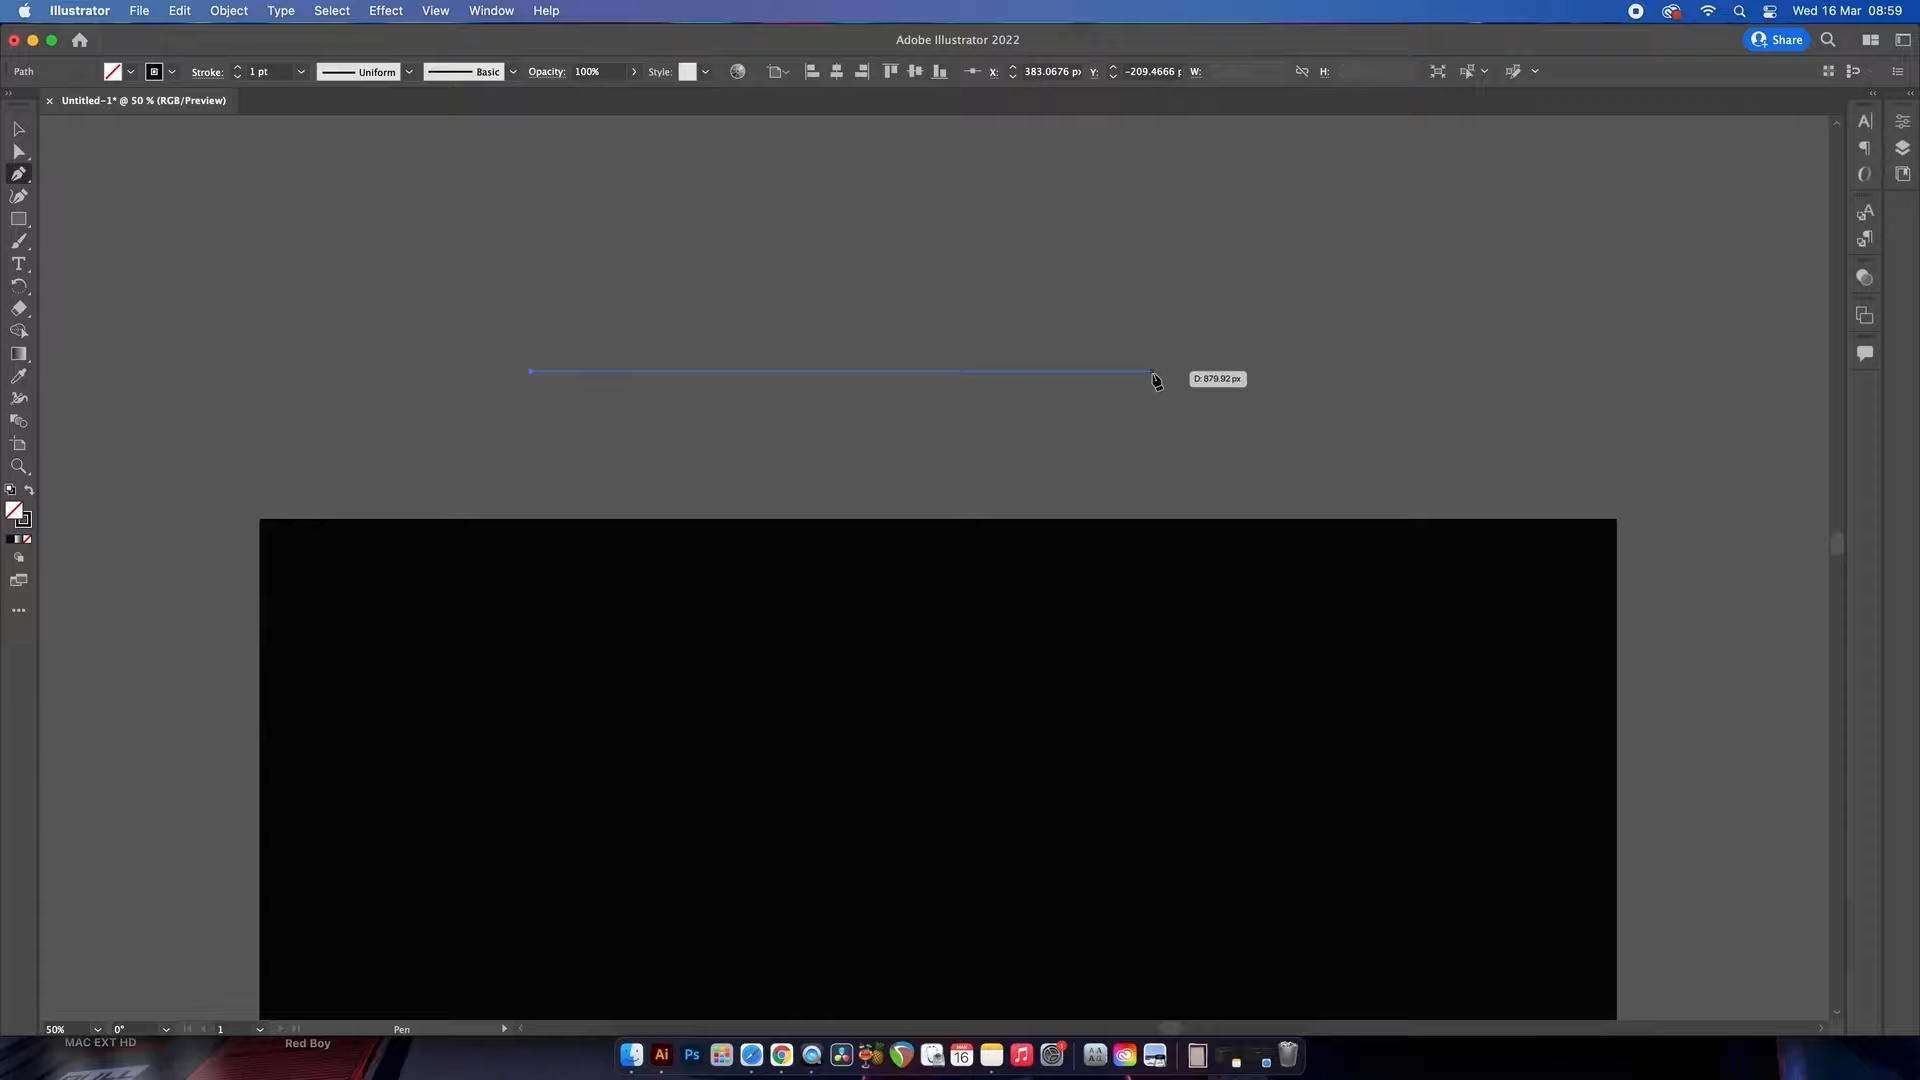 Illustrator File Edit Object Type Select Effect View Window Help Wed 16 Mar 08:59
Adobe Illustrator 2022 Share
Path Stroke: 1 pt Uniform Basic Opacity: 100% Style: X: 383.0676 p Y: -209.4666 p W: H:
Untitled-1* @ 50 % (RGB/Preview)
D: 879.92 px
50% 0° 1 Pen
MAC EXT HD Red Boy
Ai Ps 16